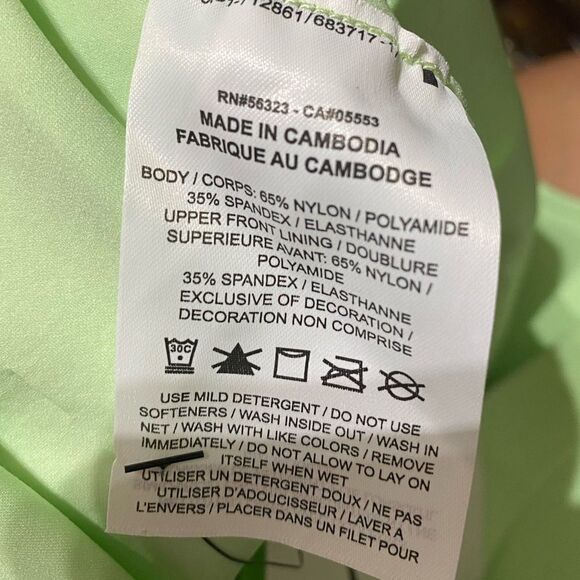 /12861/683717-
RN#56323 - CA#05553
MADE IN CAMBODIA
FABRIQUE AU CAMBODGE
BODY / CORPS: 65% NYLON / POLYAMIDE
35% SPANDEX / ELASTHANNE
UPPER FRONT LINING / DOUBLURE
SUPERIEURE AVANT: 65% NYLON /
POLYAMIDE
35% SPANDEX / ELASTHANNE
EXCLUSIVE OF DECORATION /
DECORATION NON COMPRISE
30C
USE MILD DETERGENT / DO NOT USE
SOFTENERS / WASH INSIDE OUT / WASH IN
NET / WASH WITH LIKE COLORS / REMOVE
IMMEDIATELY / DO NOT ALLOW TO LAY ON
ITSELF WHEN WET
UTILISER UN DETERGENT DOUX / NE PAS
UTILISER D'ADOUCISSEUR / LAVER A
L'ENVERS / PLACER DANS UN FILET POUR